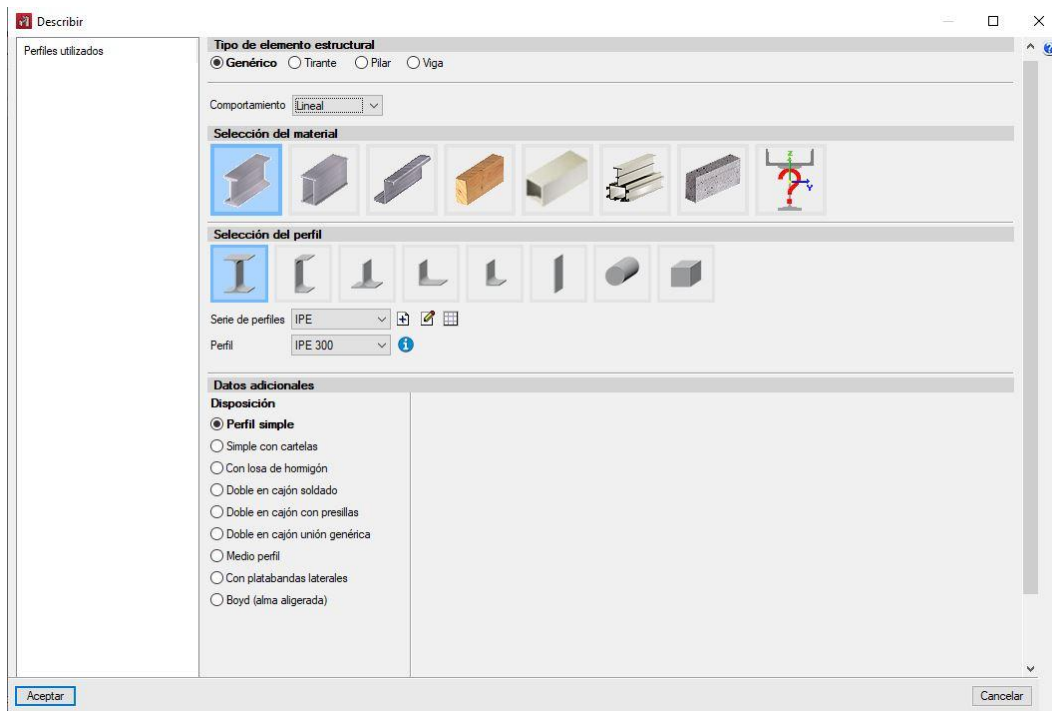 Describir
Perfiles utilizados
Tipo de elemento estructural
Genérico Tirante Pilar Viga
Comportamiento Lineal
Selección del material
Z
Y
Selección del perfil
Serie de perfiles IPE
Perfil IPE 300
Datos adicionales
Disposición
Perfil simple
Simple con cartelas
Con losa de hormigón
Doble en cajón soldado
Doble en cajón con presillas
Doble en cajón unión genérica
Medio perfil
Con platabandas laterales
Boyd (alma aligerada)
Aceptar Cancelar